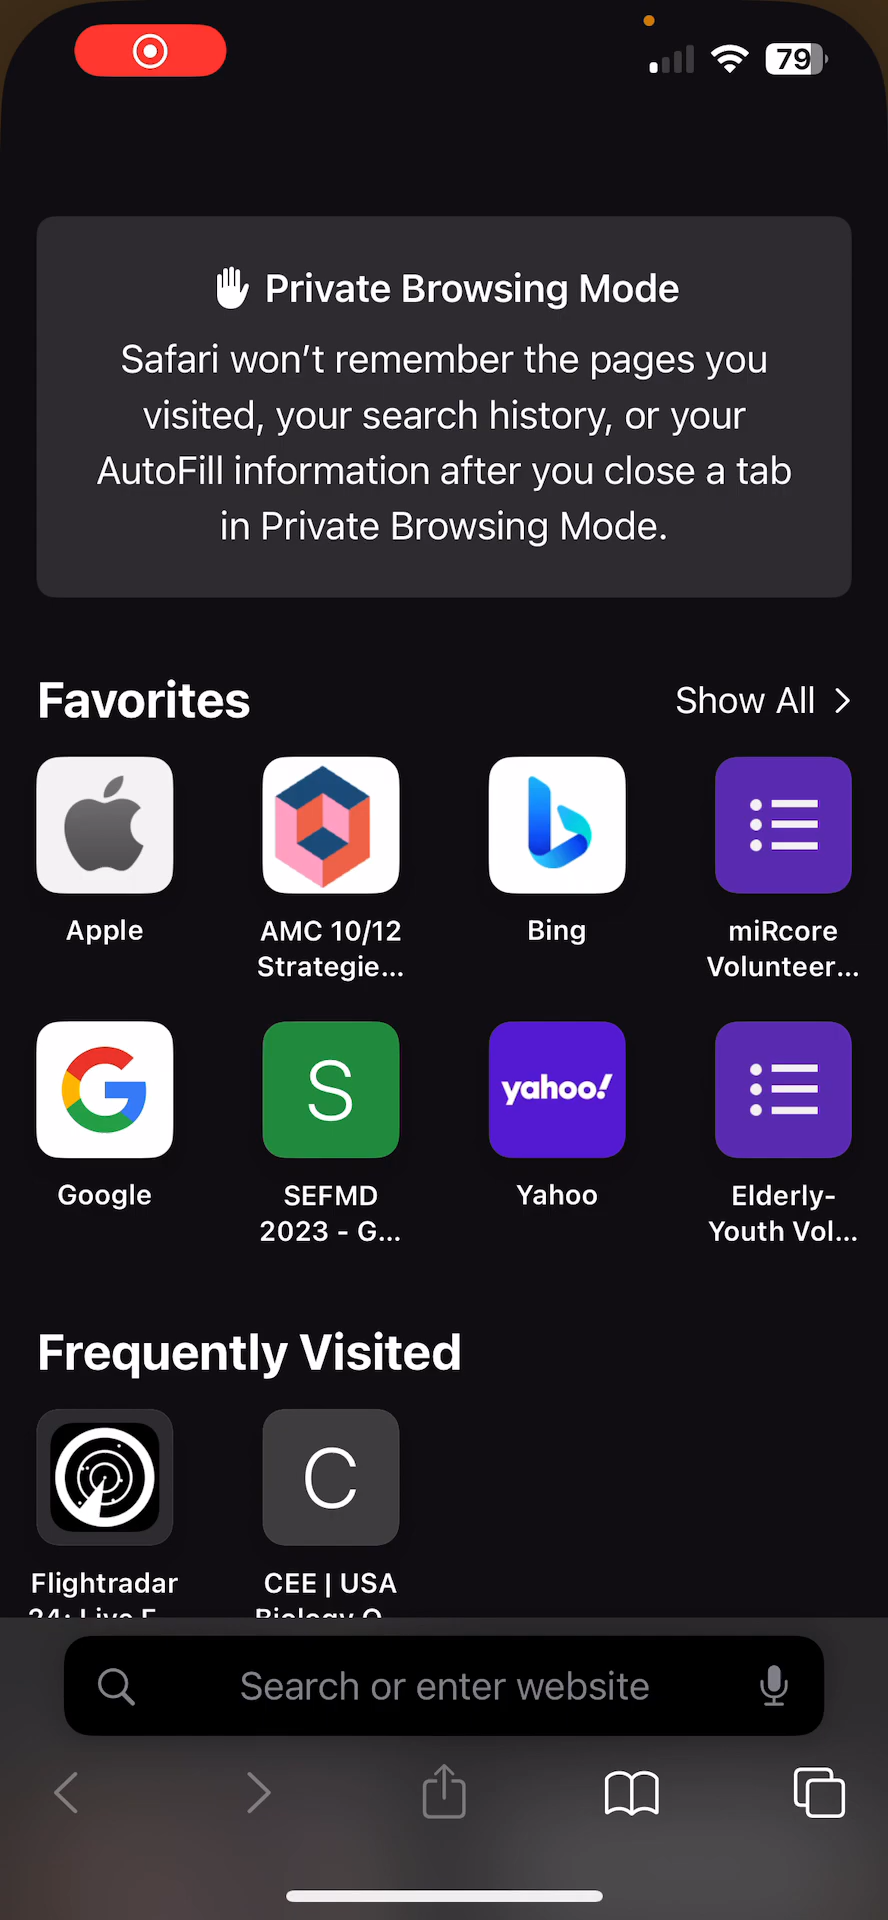 79
Private Browsing Mode
Safari won't remember the pages you
visited, your search history, or your
AutoFill information after you close a tab
in Private Browsing Mode.
Favorites
Show All
Apple
AMC 10/12
Strategie...
Bing
miRcore
Volunteer...
Google
S
SEFMD
2023 - G...
yahoo!
Yahoo
Elderly-
Youth Vol...
Frequently Visited
Flightradar
24: Live F...
C
CEE | USA
Biology O...
Search or enter website